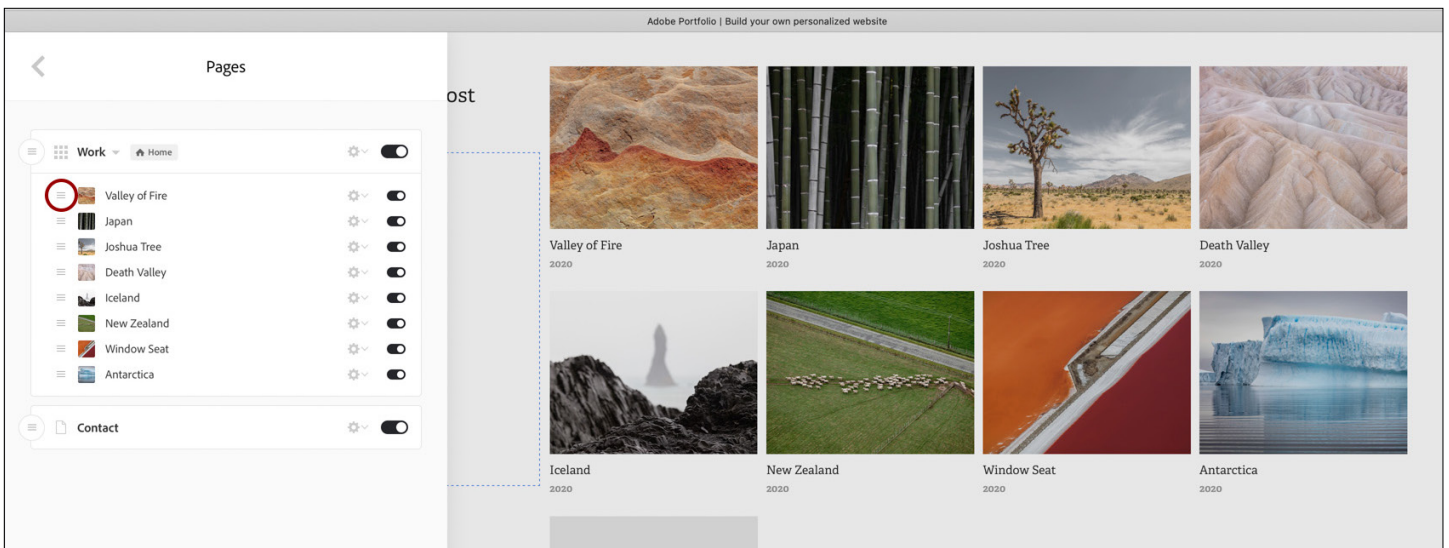 Adobe Portfolio | Build your own personalized website
Pages
Work
Home
Valley of Fire
Japan
Joshua Tree
Death Valley
Iceland
New Zealand
Window Seat
Antarctica
Contact
ost
Valley of Fire
2020
Japan
2020
Joshua Tree
2020
Death Valley
2020
Iceland
2020
New Zealand
2020
Window Seat
2020
Antarctica
2020